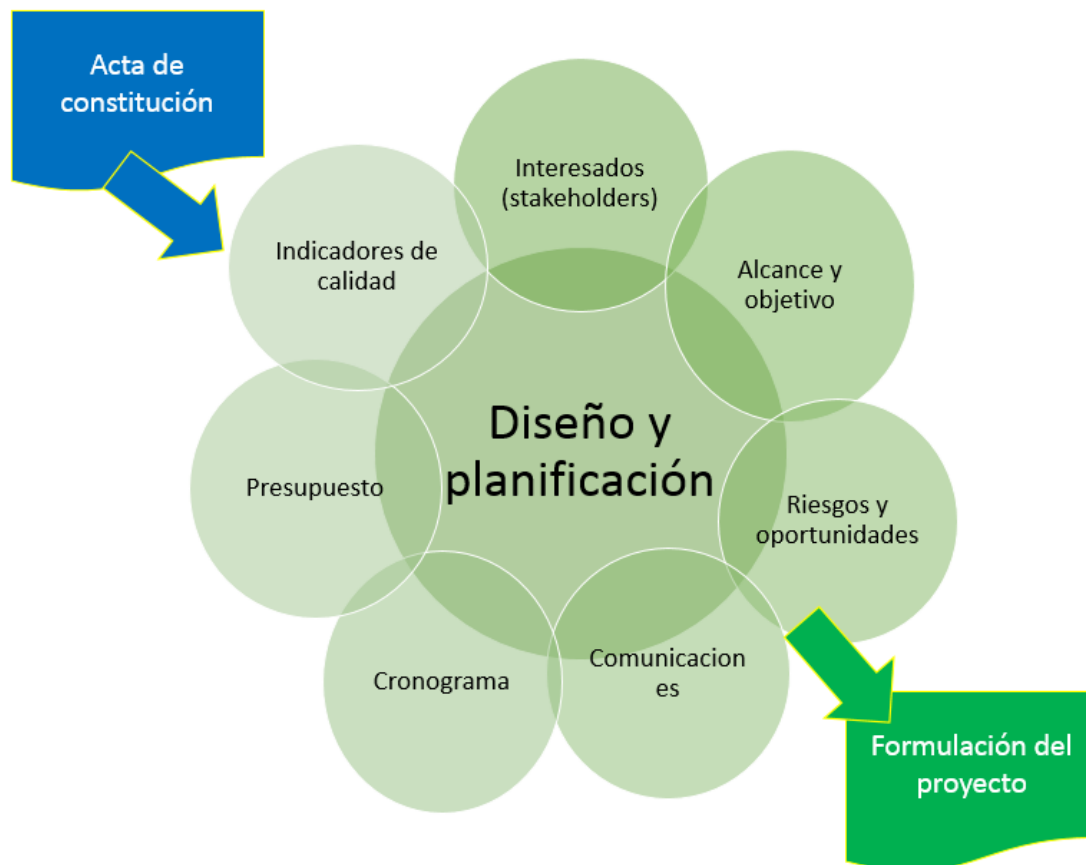 Acta de
constitución
Interesados
(stakeholders)
Indicadores de
calidad
Alcance y
objetivo
Diseño y
planificación
Presupuesto
Riesgos y
oportunidades
Cronograma
Comunicacion
es
Formulación del
proyecto